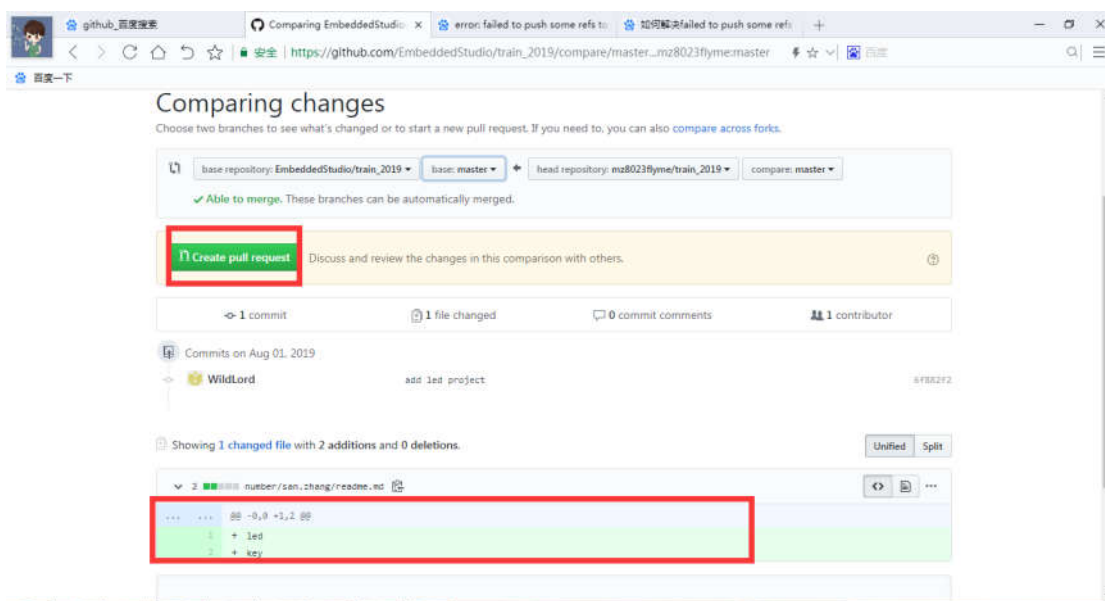 github_百度搜索
Comparing EmbeddedStudio
error: failed to push some refs to
如何解决failed to push some refs
安全 | https://github.com/EmbeddedStudio/train_2019/compare/master...mz8023flyme:master
百度
百度一下
Comparing changes
Choose two branches to see what's changed or to start a new pull request. If you need to, you can also compare across forks.
base repository: EmbeddedStudio/train_2019 base: master head repository: mz8023flyme/train_2019 compare: master
Able to merge. These branches can be automatically merged.
Create pull request Discuss and review the changes in this comparison with others.
1 commit 1 file changed 0 commit comments 1 contributor
Commits on Aug 01, 2019
WildLord add led project 6f882f2
Showing 1 changed file with 2 additions and 0 deletions. Unified Split
2 number/san.zhang/readme.md
... ... @@ -0,0 +1,2 @@
1 + led
2 + key